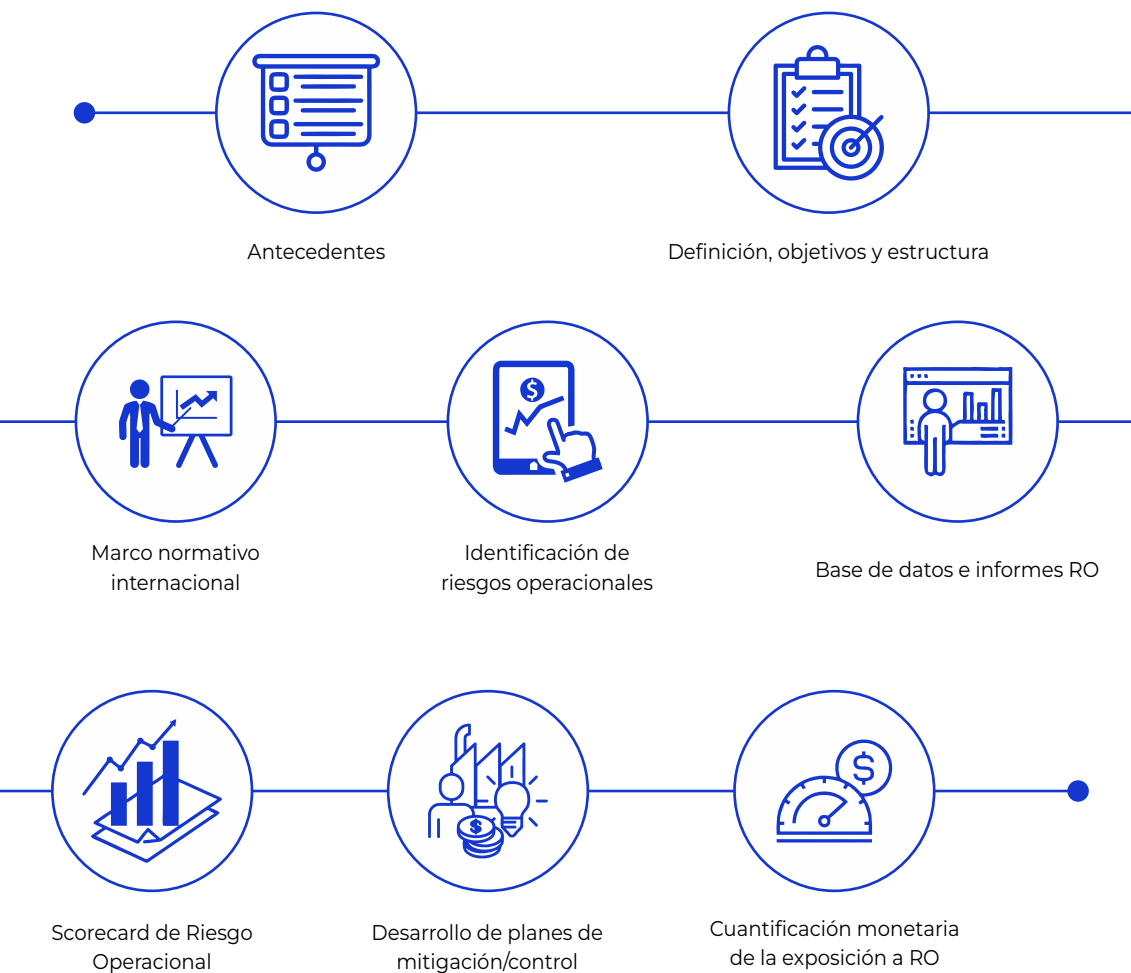 Antecedentes
Definición, objetivos y estructura
Marco normativo
internacional
Identificación de
riesgos operacionales
Base de datos e informes RO
Scorecard de Riesgo
Operacional
Desarrollo de planes de
mitigación/control
Cuantificación monetaria
de la exposición a RO